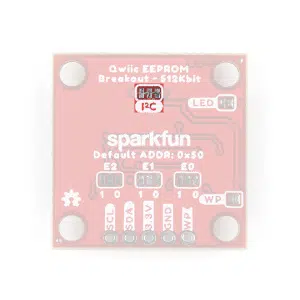 Qwiic EEPROM
Breakout - 512Kbit
I²C
LED
sparkfun
Default ADDR: 0x50
E2 E1 E0
1 0 1 0 1 0
WP
SCL SDA 3.3V GND WP